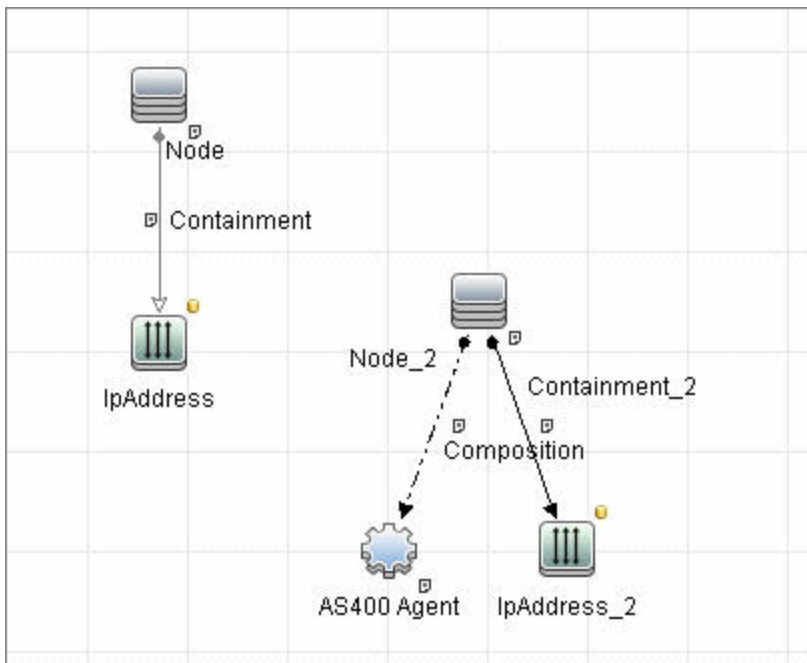 Node
Containment
IpAddress
Node_2
Containment_2
Composition
AS400 Agent
IpAddress_2